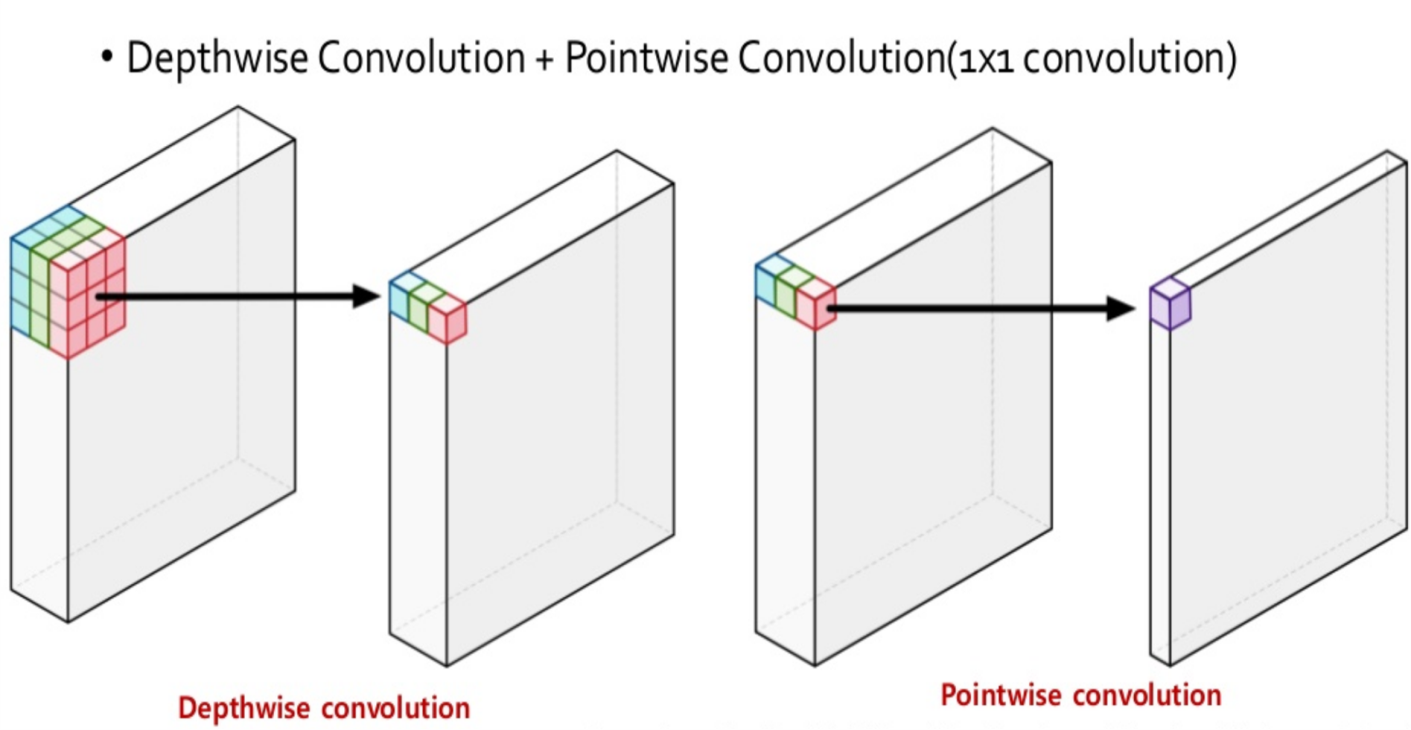 • Depthwise Convolution + Pointwise Convolution(1x1 convolution)
Depthwise convolution
Pointwise convolution